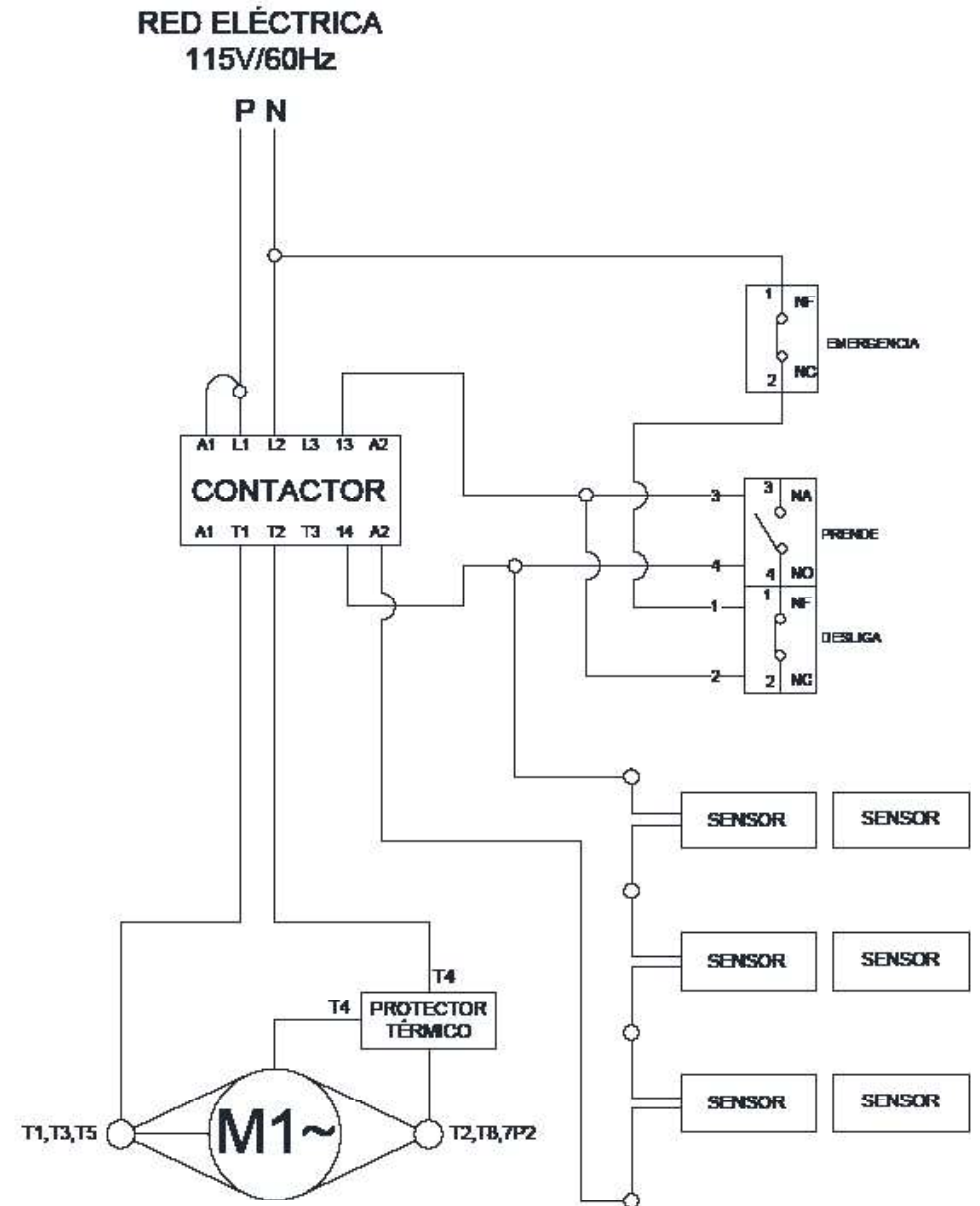 RED ELÉCTRICA
115V/60Hz
P N
1 NF
EMERGENCIA
2 NC
A1 L1 L2 L3 13 A2
CONTACTOR
A1 T1 T2 T3 14 A2
3 3 NA
PRENDE
4 4 NO
1 1 NF
DESLIGA
2 2 NC
SENSOR SENSOR
SENSOR SENSOR
T4
T4 PROTECTOR
TÉRMICO
SENSOR SENSOR
T1,T3,T5 M1~ T2,T8,7P2